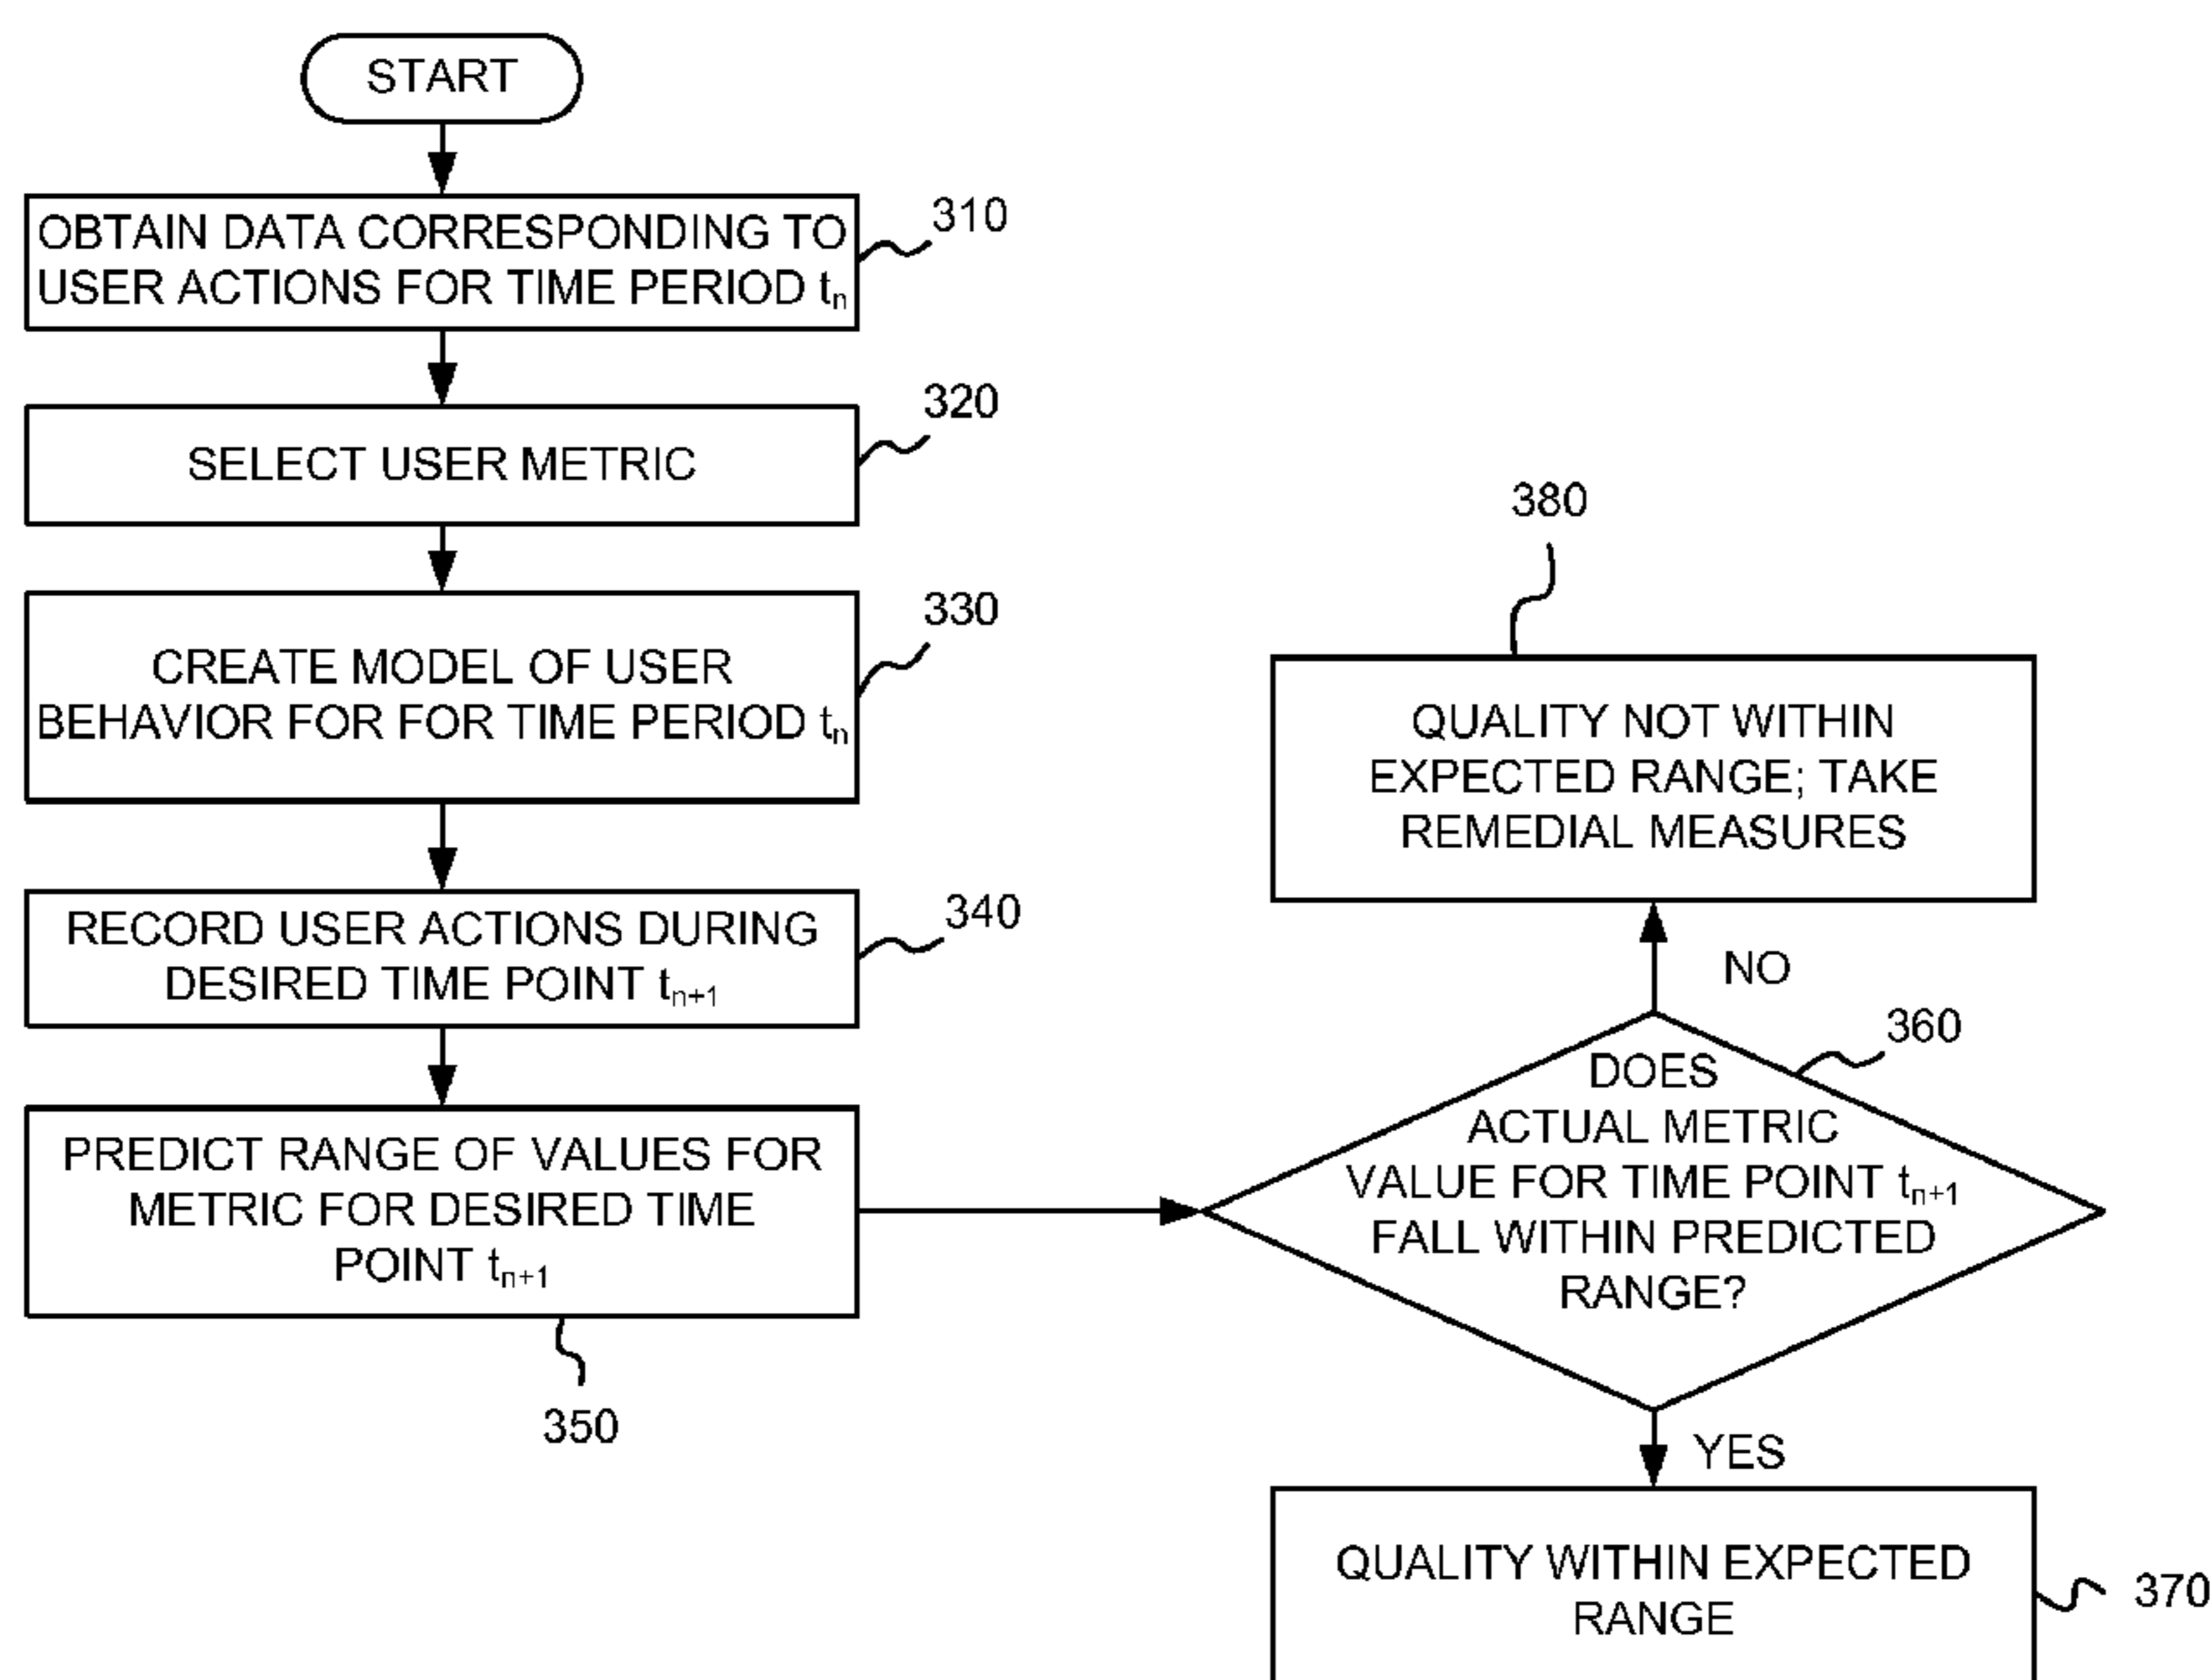 START
OBTAIN DATA CORRESPONDING TO
USER ACTIONS FOR TIME PERIOD tn
310
SELECT USER METRIC
320
CREATE MODEL OF USER
BEHAVIOR FOR FOR TIME PERIOD tn
330
RECORD USER ACTIONS DURING
DESIRED TIME POINT tn+1
340
PREDICT RANGE OF VALUES FOR
METRIC FOR DESIRED TIME
POINT tn+1
350
DOES
ACTUAL METRIC
VALUE FOR TIME POINT tn+1
FALL WITHIN PREDICTED
RANGE?
360
NO
380
QUALITY NOT WITHIN
EXPECTED RANGE; TAKE
REMEDIAL MEASURES
YES
QUALITY WITHIN EXPECTED
RANGE
370